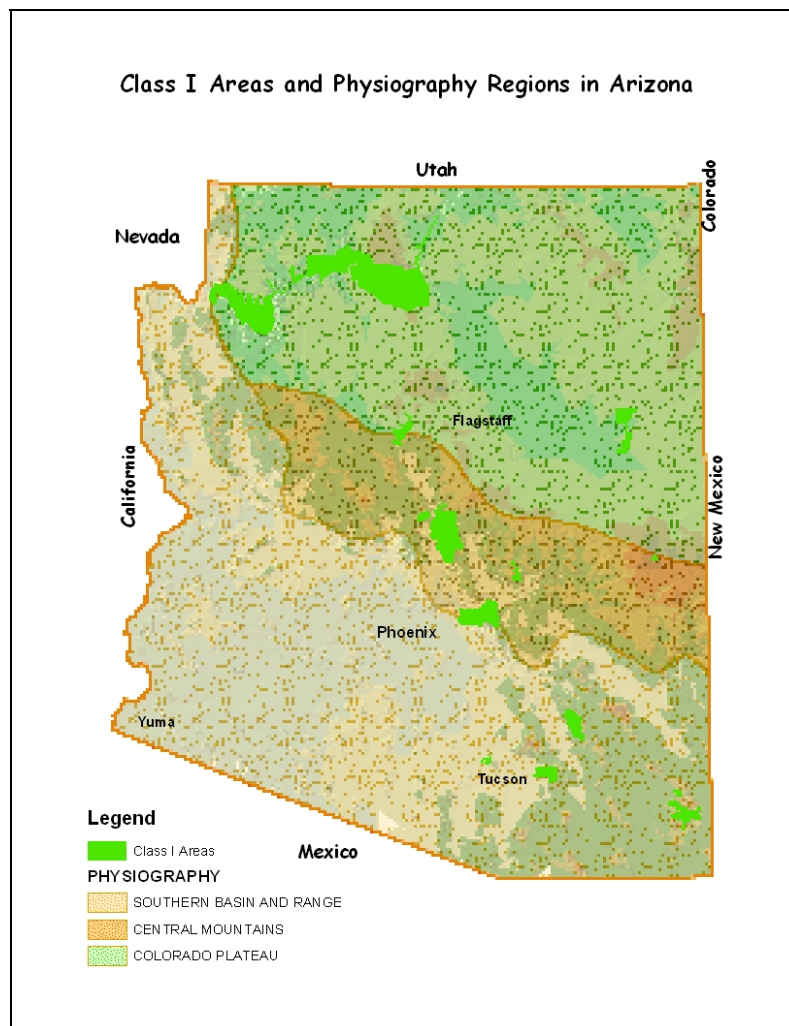 Class I Areas and Physiography Regions in Arizona
Utah
Colorado
Nevada
Flagstaff
California
New Mexico
Phoenix
Yuma
Tucson
Mexico
Legend
Class I Areas
PHYSIOGRAPHY
SOUTHERN BASIN AND RANGE
CENTRAL MOUNTAINS
COLORADO PLATEAU